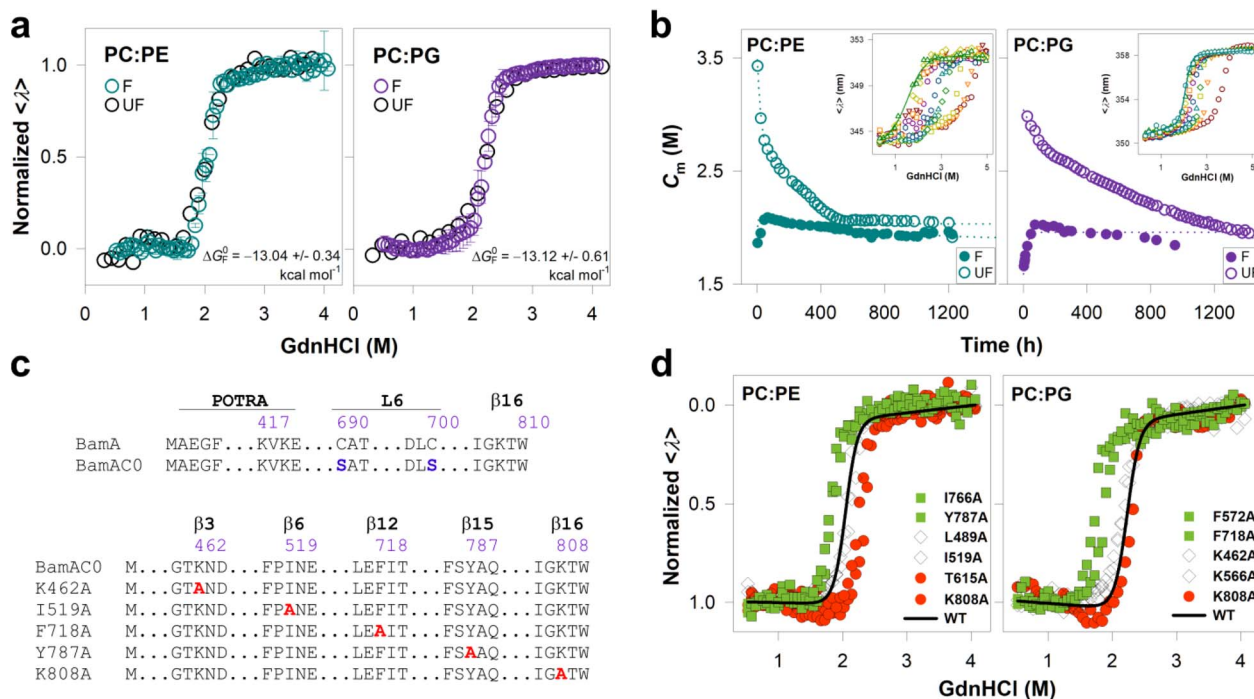 a
PC:PE
F
UF
ΔG⁰F = −13.04 +/- 0.34
kcal mol⁻¹
PC:PG
F
UF
ΔG⁰F = −13.12 +/- 0.61
kcal mol⁻¹
Normalized <λ>
1.0
0.5
0.0
0 1 2 3 4 0 1 2 3 4
GdnHCl (M)
b
PC:PE
353
349
345
<λ> (nm)
1 3 5
GdnHCl (M)
F
UF
PC:PG
358
354
350
<λ> (nm)
1 3 5
GdnHCl (M)
F
UF
Cm (M)
3.5
2.5
1.5
0 400 800 1200 0 400 800 1200
Time (h)
c
POTRA L6 β16
417 690 700 810
BamA MAEGF...KVKE...CAT...DLC...IGKTW
BamAC0 MAEGF...KVKE...SAT...DLS...IGKTW
β3 β6 β12 β15 β16
462 519 718 787 808
BamAC0 M...GTKND...FPINE...LEFIT...FSYAQ...IGKTW
K462A M...GTAND...FPINE...LEFIT...FSYAQ...IGKTW
I519A M...GTKND...FPANE...LEFIT...FSYAQ...IGKTW
F718A M...GTKND...FPINE...LEAIT...FSYAQ...IGKTW
Y787A M...GTKND...FPINE...LEFIT...FSAAQ...IGKTW
K808A M...GTKND...FPINE...LEFIT...FSYAQ...IGATW
d
PC:PE
I766A
Y787A
L489A
I519A
T615A
K808A
WT
PC:PG
F572A
F718A
K462A
K566A
K808A
WT
Normalized <λ>
0.0
0.5
1.0
1 2 3 4 1 2 3 4
GdnHCl (M)